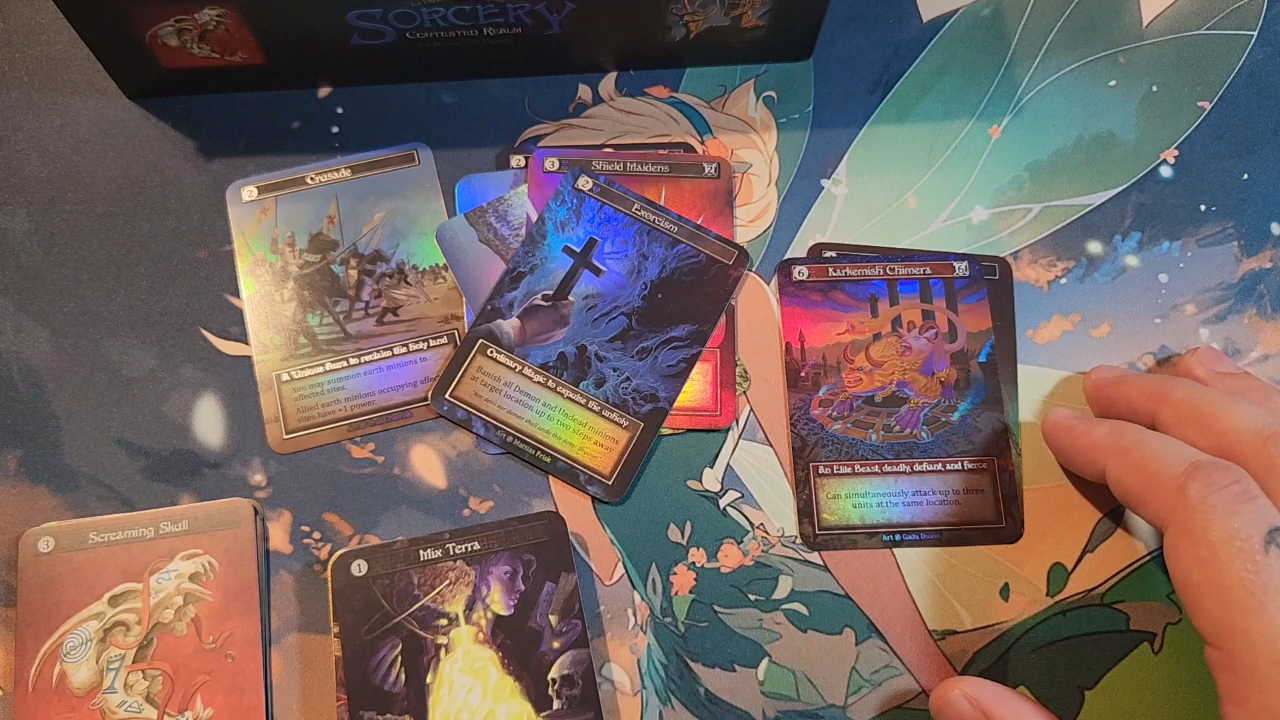 SORCERY
CONTESTED REALM
2
Crusade
A Unique Aura to reclaim the holy land
You may summon earth minions to
affected sites.
Allied earth minions occupying
sites have +1 power.
2
3
Shield Maidens
2
2
Exorcism
Ordinary Magic to expulse the unholy
Banish all Demon and Undead minions
at target location up to two steps away.
Art @ Mattias Frisk
6
Karkemish Chimera
6
An Elite Beast, deadly, defiant, and fierce
Can simultaneously attack up to three
units at the same location.
Art @
3
Screaming Skull
1
Mix Terra